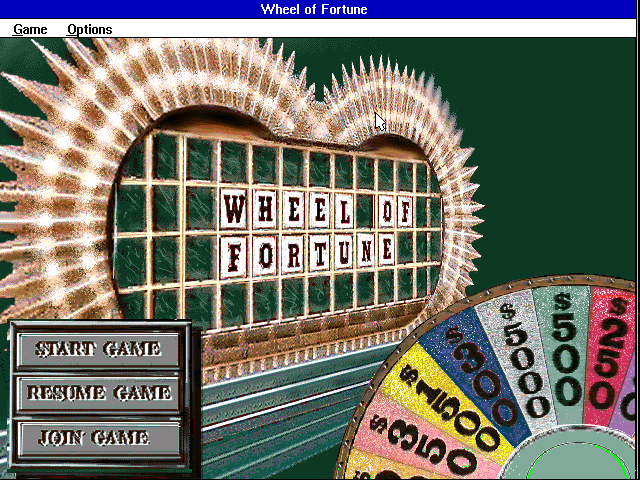 Wheel of Fortune
Game Options
WHEEL OF
FORTUNE
START GAME
RESUME GAME
JOIN GAME
$350
$1500
$300
$5000
$500
$250